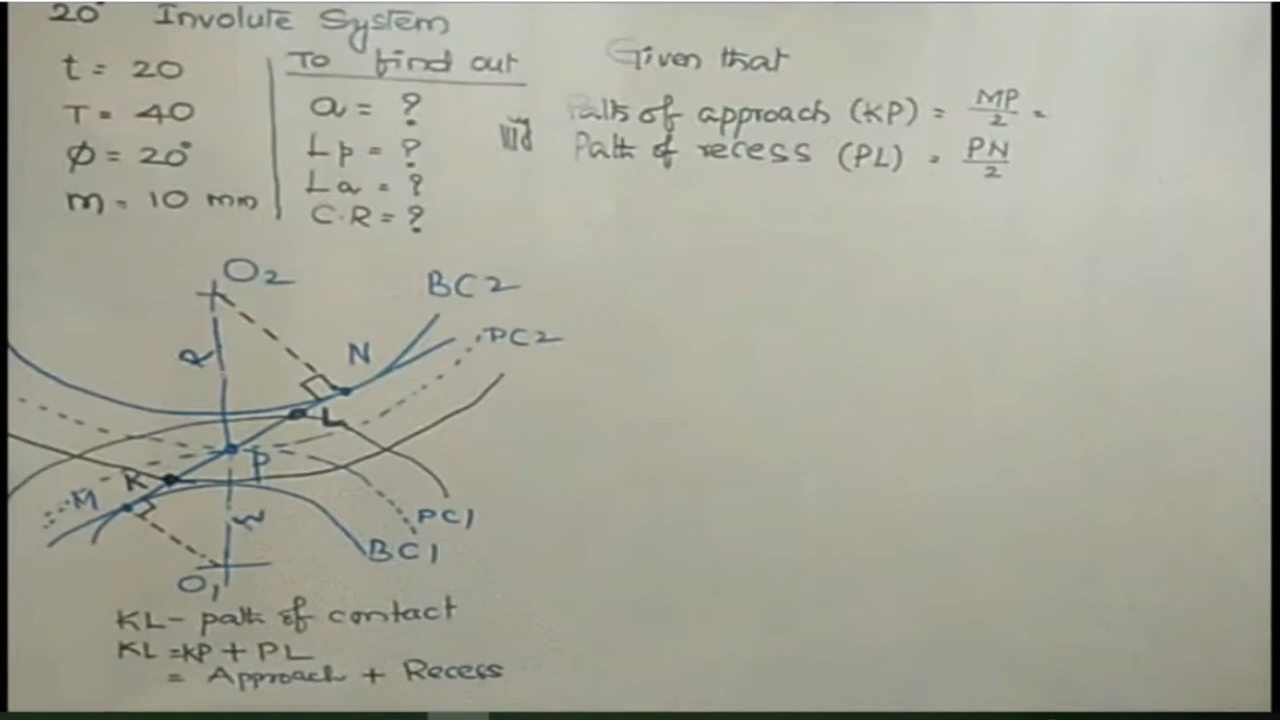 20° Involute System
t = 20
T = 40
φ = 20°
m = 10 mm
To find out
a = ?
Lp = ?
La = ?
C.R = ?
Given that
Path of approach (KP) = MP/2 =
Path of recess (PL) = PN/2
O2
BC2
PC2
R
N
L
P
K
M
r
PC1
BC1
O1
KL - path of contact
KL = KP + PL
= Approach + Recess